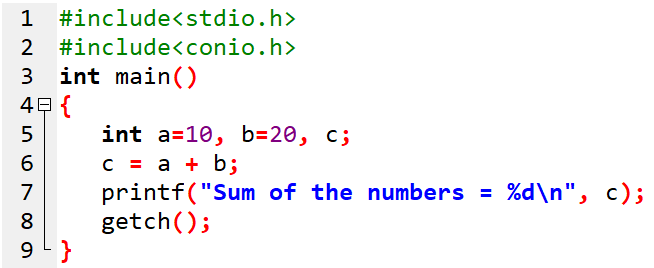 1 #include<stdio.h>
2 #include<conio.h>
3 int main()
4 {
5 int a=10, b=20, c;
6 c = a + b;
7 printf("Sum of the numbers = %d\n", c);
8 getch();
9 }